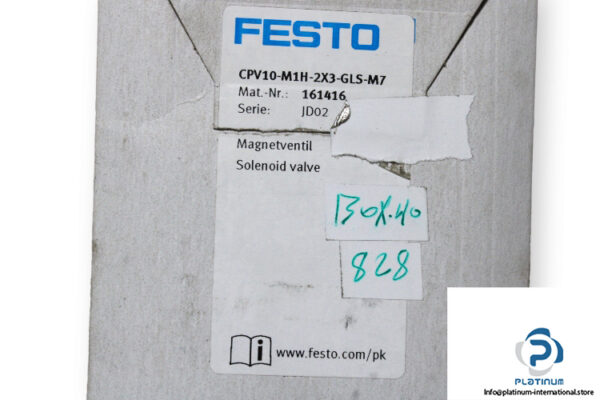 FESTO
CPV10-M1H-2X3-GLS-M7
Mat.-Nr.: 161416
Serie: JD02
Magnetventil
Solenoid valve
BOX.40
828
i www.festo.com/pk
PLATINUM
Info@platinum-international.store